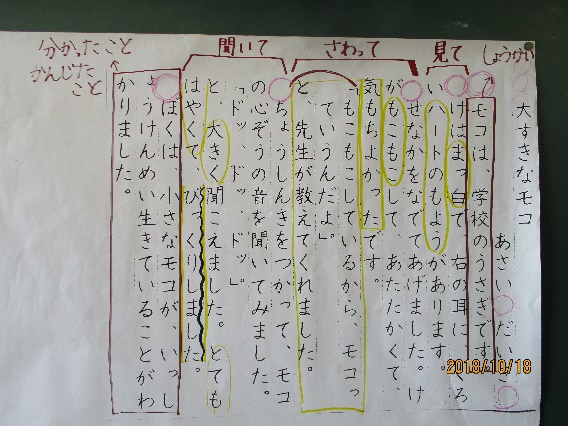 しょうかい
見て
さわって
聞いて
分かったこと
かんじた
こと
大すきなモコ
あさい だいき
モコは、学校のうさぎです。
けはまっ白で、右の耳に
いハートのもようがあります。
せなかをなでてあげました。け
がもこもこして、あたたかくて、
気もちよかったです。
「もこもこしているから、モコっ
ていうんだよ」
と、先生が教えてくれました。
ちょうしんきをつかって、モコ
の心ぞうの音を聞いてみました。
「ドッ、ドッ、ドッ」。
と、大きく聞こえました。とても
はやくて、びっくりしました。
ぼくは、小さなモコが、いっし
ょうけんめい生きていることがわ
かりました。
2019/10/18